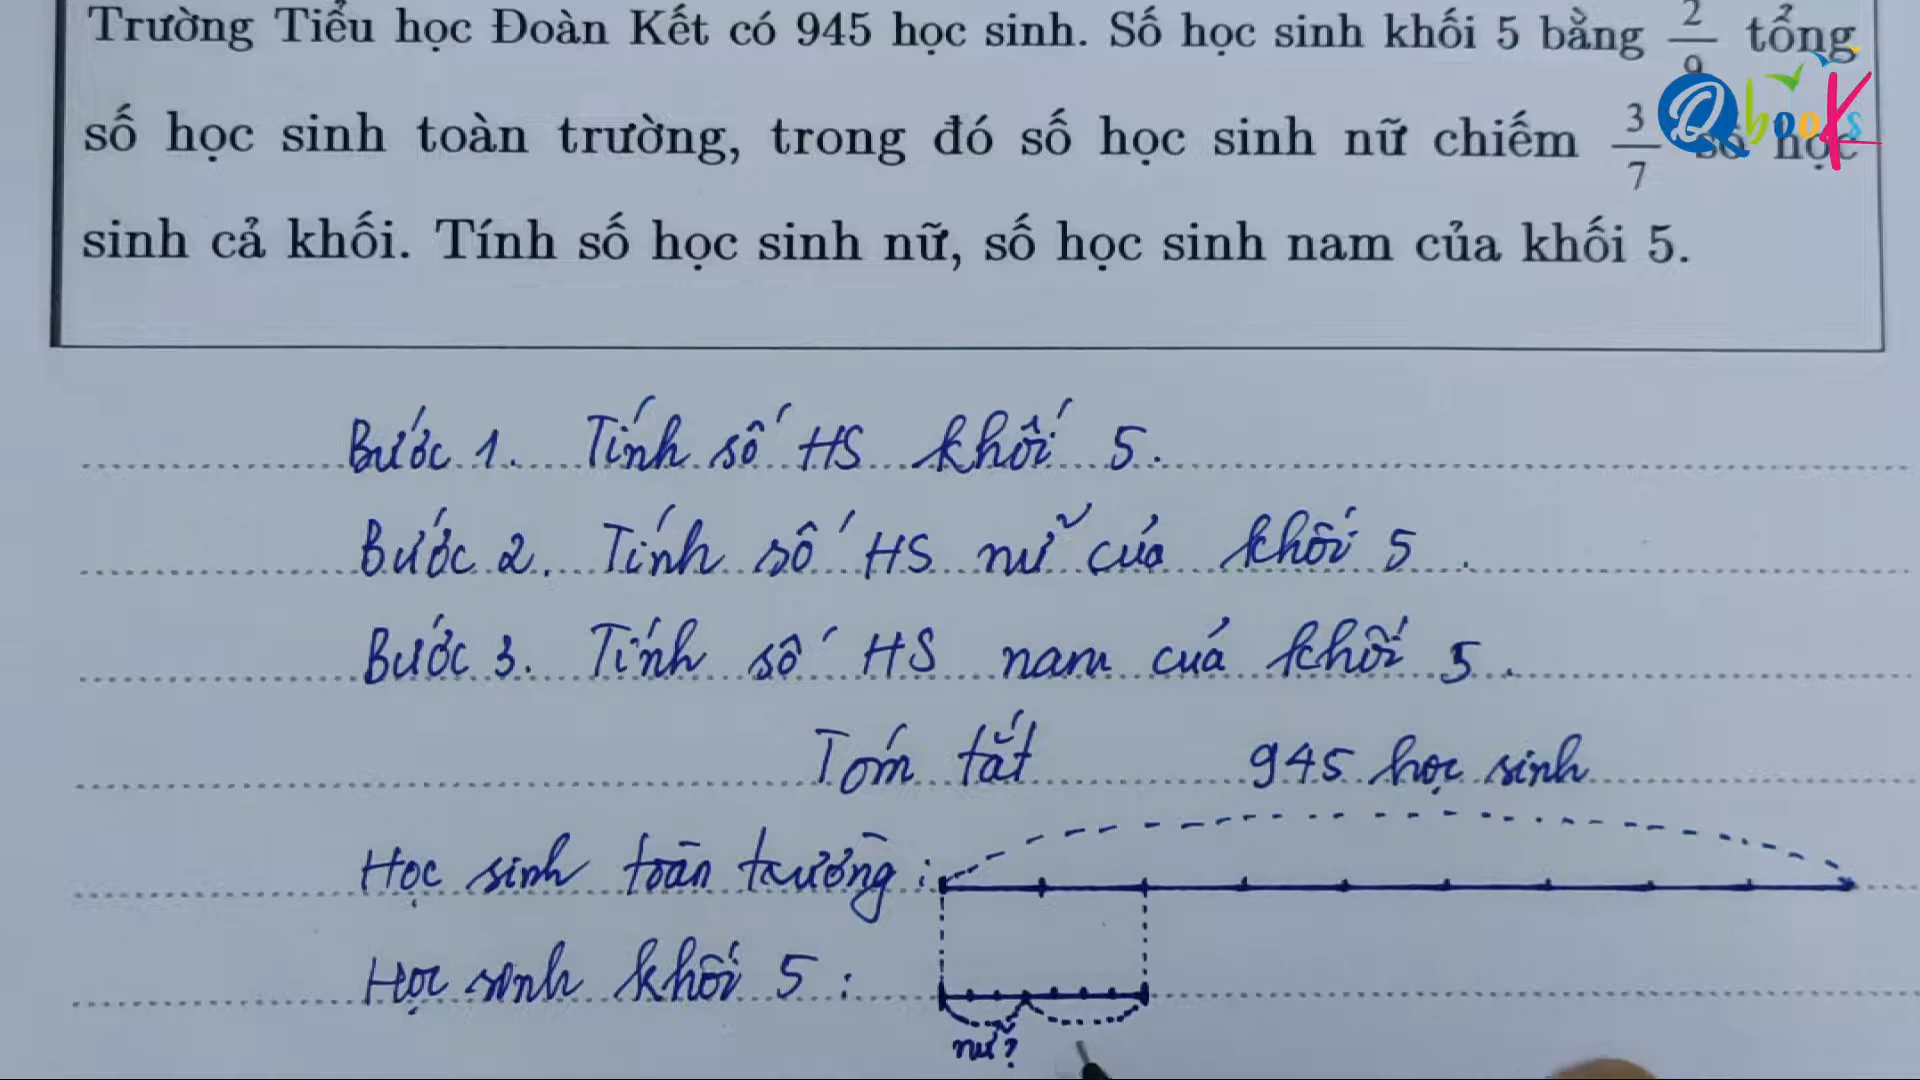 Trường Tiểu học Đoàn Kết có 945 học sinh. Số học sinh khối 5 bằng 2/9 tổng
số học sinh toàn trường, trong đó số học sinh nữ chiếm 3/7 số học
sinh cả khối. Tính số học sinh nữ, số học sinh nam của khối 5.
Qbooks
Bước 1. Tính số HS khối 5.
Bước 2. Tính số HS nữ của khối 5.
Bước 3. Tính số HS nam của khối 5.
Tóm tắt 945 học sinh
Học sinh toàn trường:
Học sinh khối 5:
nữ?